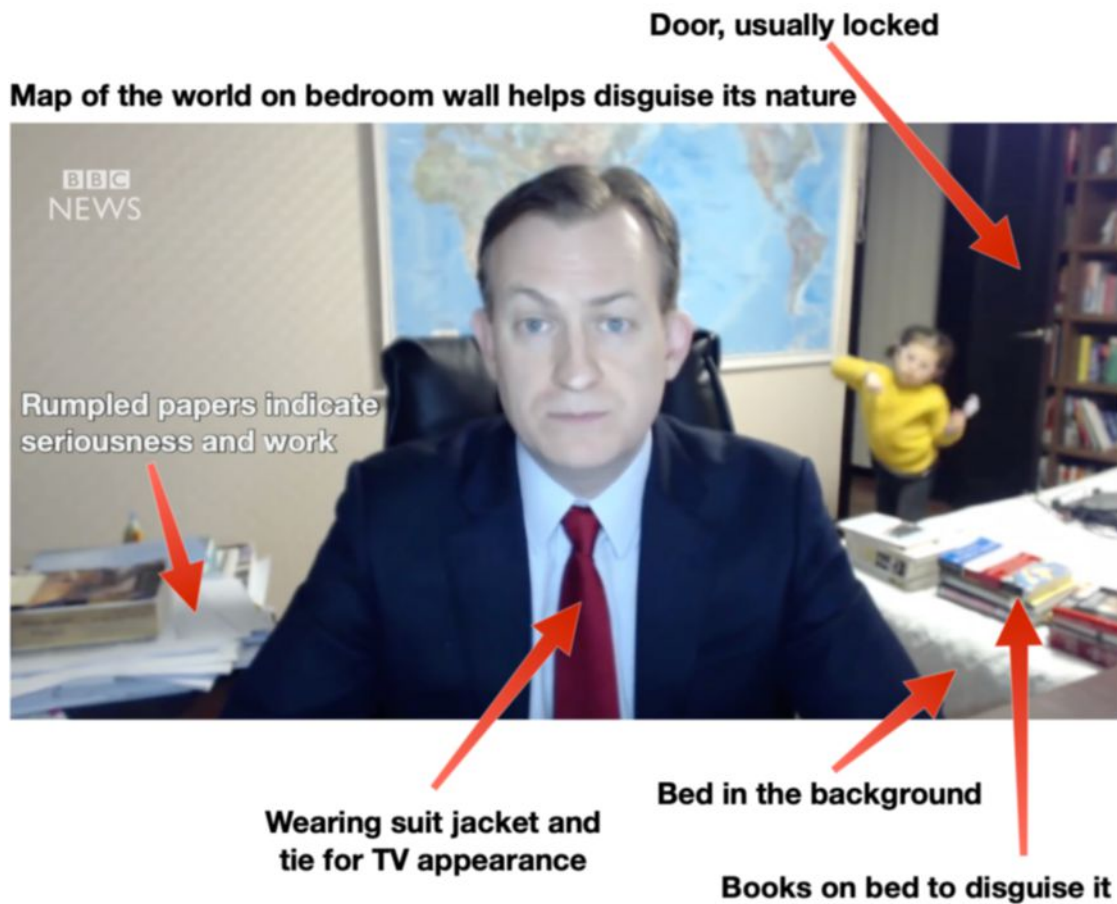 Door, usually locked
Map of the world on bedroom wall helps disguise its nature
BBC
NEWS
Rumpled papers indicate
seriousness and work
Wearing suit jacket and
tie for TV appearance
Bed in the background
Books on bed to disguise it